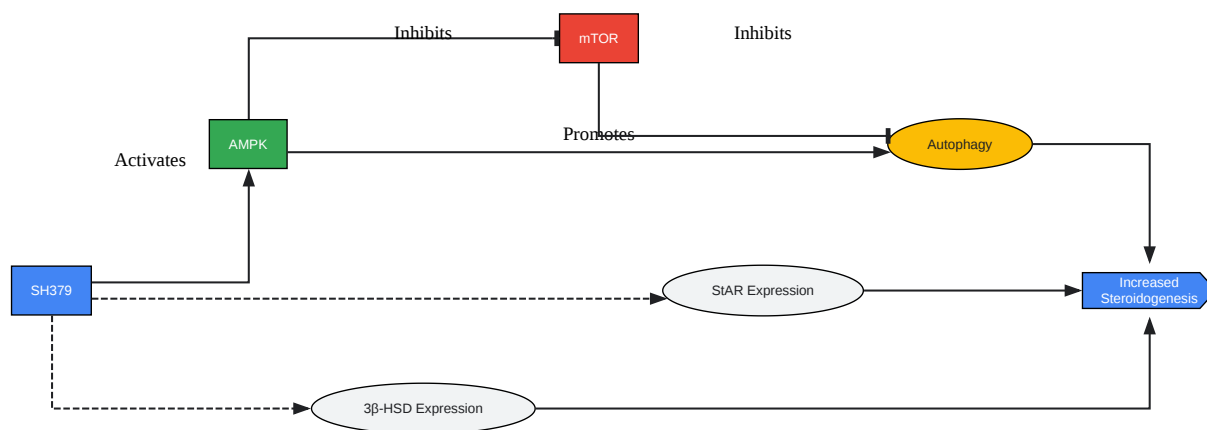 Inhibits
mTOR
Inhibits
Promotes
AMPK
Autophagy
Activates
SH379
StAR Expression
Increased
Steroidogenesis
3β-HSD Expression